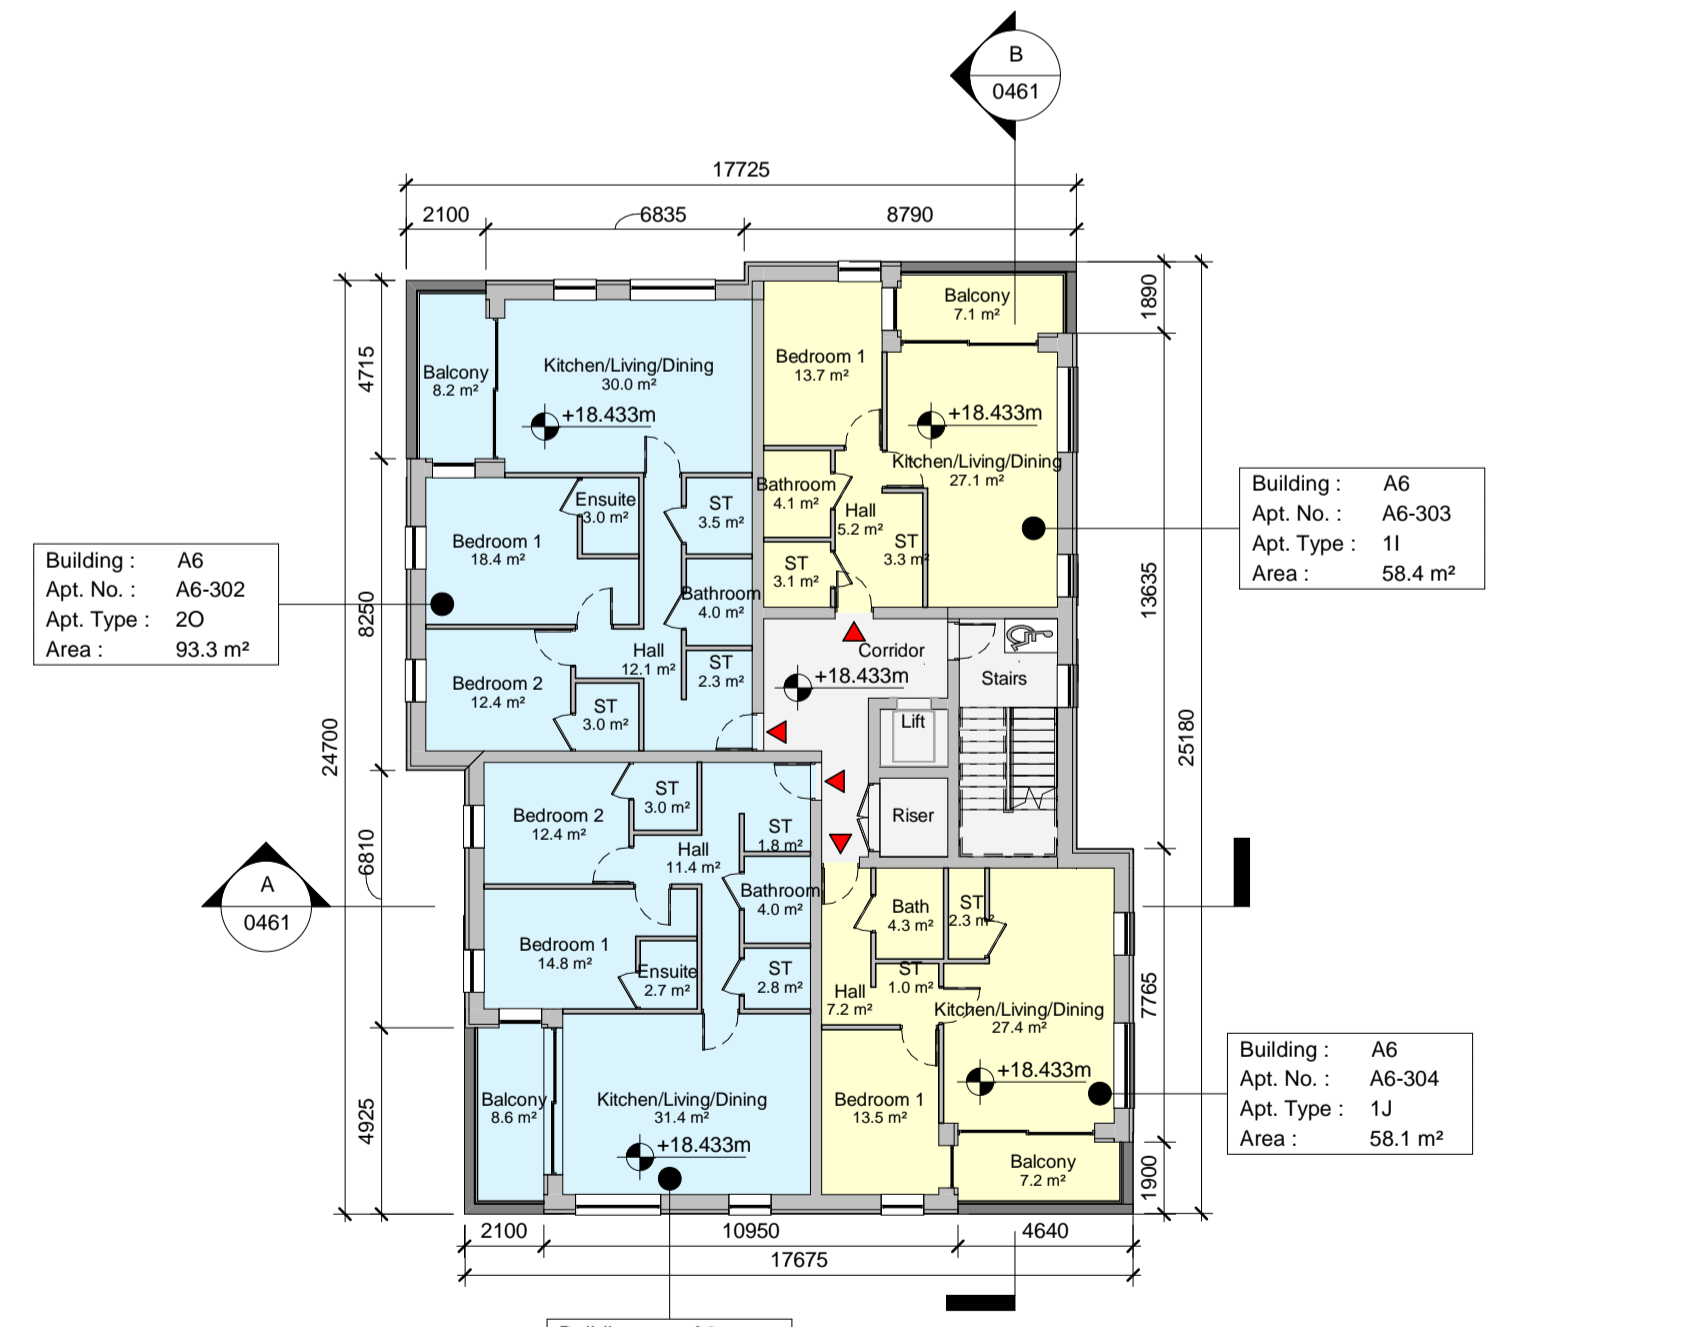 B
0461
17725
2100
6835
8790
1890
4715
Balcony
7.1 m²
Bedroom 1
13.7 m²
Kitchen/Living/Dining
30.0 m²
Balcony
8.2 m²
+18.433m
+18.433m
Kitchen/Living/Dining
27.1 m²
Bathroom
4.1 m²
Ensuite
3.0 m²
ST
3.5 m²
Hall
5.2 m²
ST
3.3 m²
ST
3.1 m²
Building : A6
Apt. No. : A6-303
Apt. Type : 1I
Area : 58.4 m²
Bedroom 1
18.4 m²
Building : A6
Apt. No. : A6-302
Apt. Type : 2O
Area : 93.3 m²
8250
13635
Bathroom
4.0 m²
Hall
12.1 m²
ST
2.3 m²
Corridor
+18.433m
Stairs
Bedroom 2
12.4 m²
ST
3.0 m²
Lift
24700
25180
Bedroom 2
12.4 m²
ST
3.0 m²
Riser
ST
1.8 m²
Hall
11.4 m²
6810
A
0461
Bathroom
4.0 m²
Bath
4.3 m²
ST
2.3 m²
Bedroom 1
14.8 m²
Ensuite
2.7 m²
ST
2.8 m²
ST
1.0 m²
Hall
7.2 m²
Kitchen/Living/Dining
27.4 m²
7765
+18.433m
Building : A6
Apt. No. : A6-304
Apt. Type : 1J
Area : 58.1 m²
4925
Balcony
8.6 m²
Kitchen/Living/Dining
31.4 m²
Bedroom 1
13.5 m²
+18.433m
Balcony
7.2 m²
1900
2100
10950
4640
17675